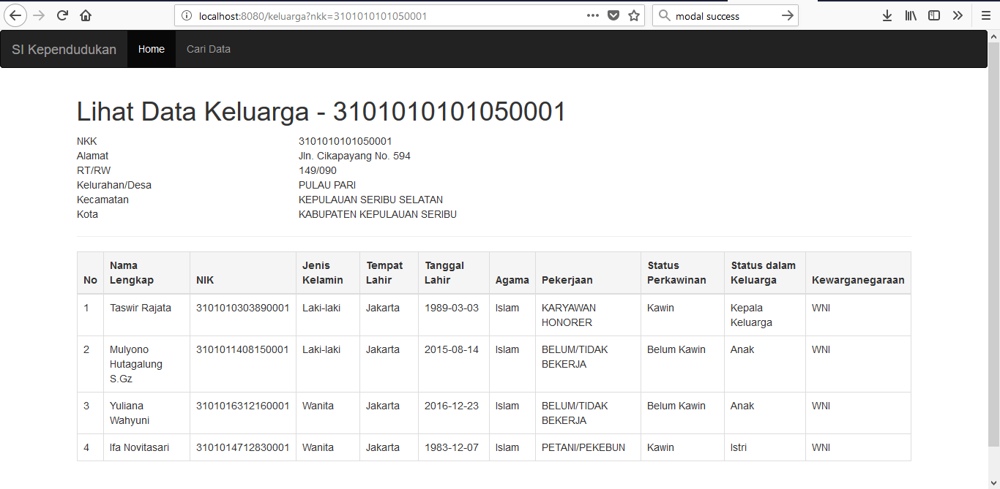 localhost:8080/keluarga?nkk=3101010101050001
modal success
SI Kependudukan Home Cari Data
Lihat Data Keluarga - 3101010101050001
NKK 3101010101050001
Alamat Jln. Cikapayang No. 594
RT/RW 149/090
Kelurahan/Desa PULAU PARI
Kecamatan KEPULAUAN SERIBU SELATAN
Kota KABUPATEN KEPULAUAN SERIBU
Nama Jenis Tempat Tanggal Status Status dalam
No Lengkap NIK Kelamin Lahir Lahir Agama Pekerjaan Perkawinan Keluarga Kewarganegaraan
1 Taswir Rajata 3101010303890001 Laki-laki Jakarta 1989-03-03 Islam KARYAWAN Kawin Kepala WNI
HONORER Keluarga
2 Mulyono 3101011408150001 Laki-laki Jakarta 2015-08-14 Islam BELUM/TIDAK Belum Kawin Anak WNI
Hutagalung BEKERJA
S.Gz
3 Yuliana 3101016312160001 Wanita Jakarta 2016-12-23 Islam BELUM/TIDAK Belum Kawin Anak WNI
Wahyuni BEKERJA
4 Ifa Novitasari 3101014712830001 Wanita Jakarta 1983-12-07 Islam PETANI/PEKEBUN Kawin Istri WNI